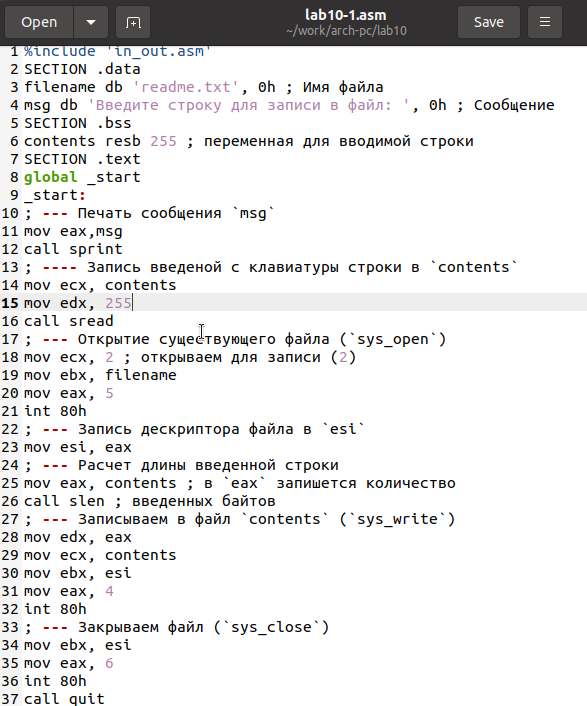 Open
lab10-1.asm
~/work/arch-pc/lab10
Save
1 %include 'in_out.asm'
2 SECTION .data
3 filename db 'readme.txt', 0h ; Имя файла
4 msg db 'Введите строку для записи в файл: ', 0h ; Сообщение
5 SECTION .bss
6 contents resb 255 ; переменная для вводимой строки
7 SECTION .text
8 global _start
9 _start:
10 ; --- Печать сообщения `msg`
11 mov eax,msg
12 call sprint
13 ; ---- Запись введеной с клавиатуры строки в `contents`
14 mov ecx, contents
15 mov edx, 255
16 call sread
17 ; --- Открытие существующего файла (`sys_open`)
18 mov ecx, 2 ; открываем для записи (2)
19 mov ebx, filename
20 mov eax, 5
21 int 80h
22 ; --- Запись дескриптора файла в `esi`
23 mov esi, eax
24 ; --- Расчет длины введенной строки
25 mov eax, contents ; в `eax` запишется количество
26 call slen ; введенных байтов
27 ; --- Записываем в файл `contents` (`sys_write`)
28 mov edx, eax
29 mov ecx, contents
30 mov ebx, esi
31 mov eax, 4
32 int 80h
33 ; --- Закрываем файл (`sys_close`)
34 mov ebx, esi
35 mov eax, 6
36 int 80h
37 call quit